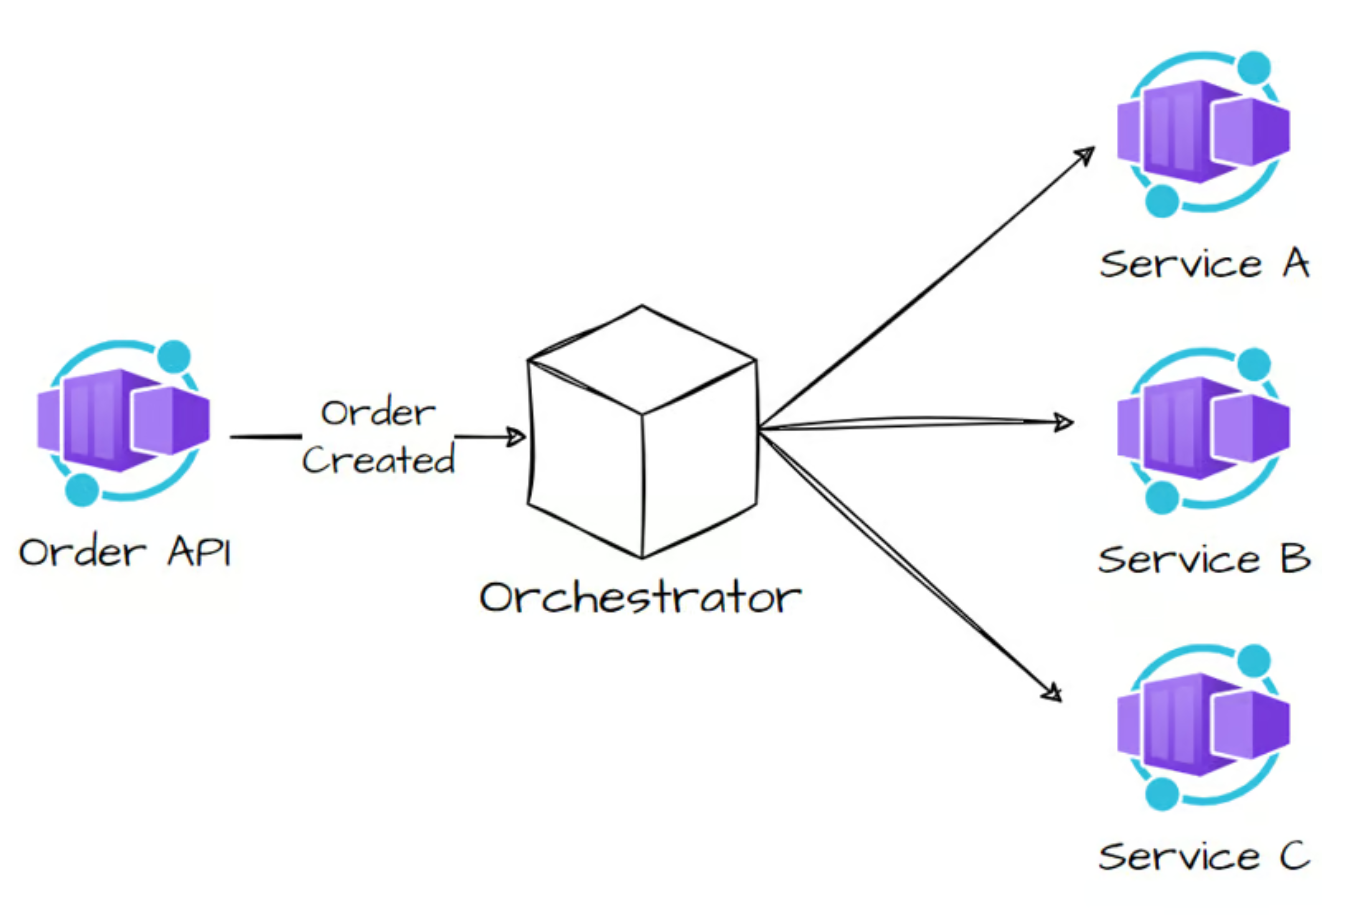 Service A
Order
Created
Order API
Orchestrator
Service B
Service C